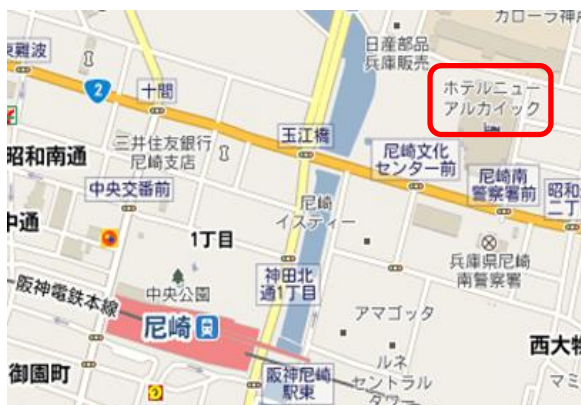 カローラ神
日産部品
兵庫販売
東難波
2
十間
ホテルニュー
アルカイック
三井住友銀行
尼崎支店
玉江橋
尼崎文化
センター前
尼崎南
警察署前
昭和
二丁
昭和南通
中央交番前
尼崎
イスティー
中通
1丁目
兵庫県尼崎
南警察署
神田北
通1丁目
阪神電鉄本線
中央公園
アマゴッタ
尼崎
西大物
御園町
阪神尼崎
駅東
ルネ
セントラル
タワー
マミ